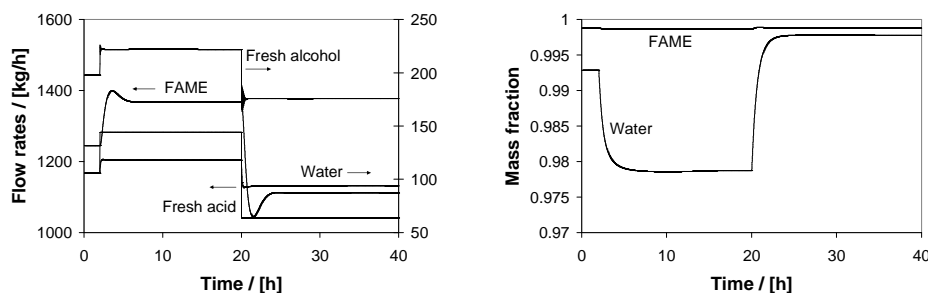 1600
1400
1200
1000
Flow rates / [kg/h]
250
200
150
100
50
Fresh alcohol
FAME
Water
Fresh acid
0
10
20
30
40
Time / [h]
1
0.995
0.99
0.985
0.98
0.975
0.97
Mass fraction
FAME
Water
0
10
20
30
40
Time / [h]